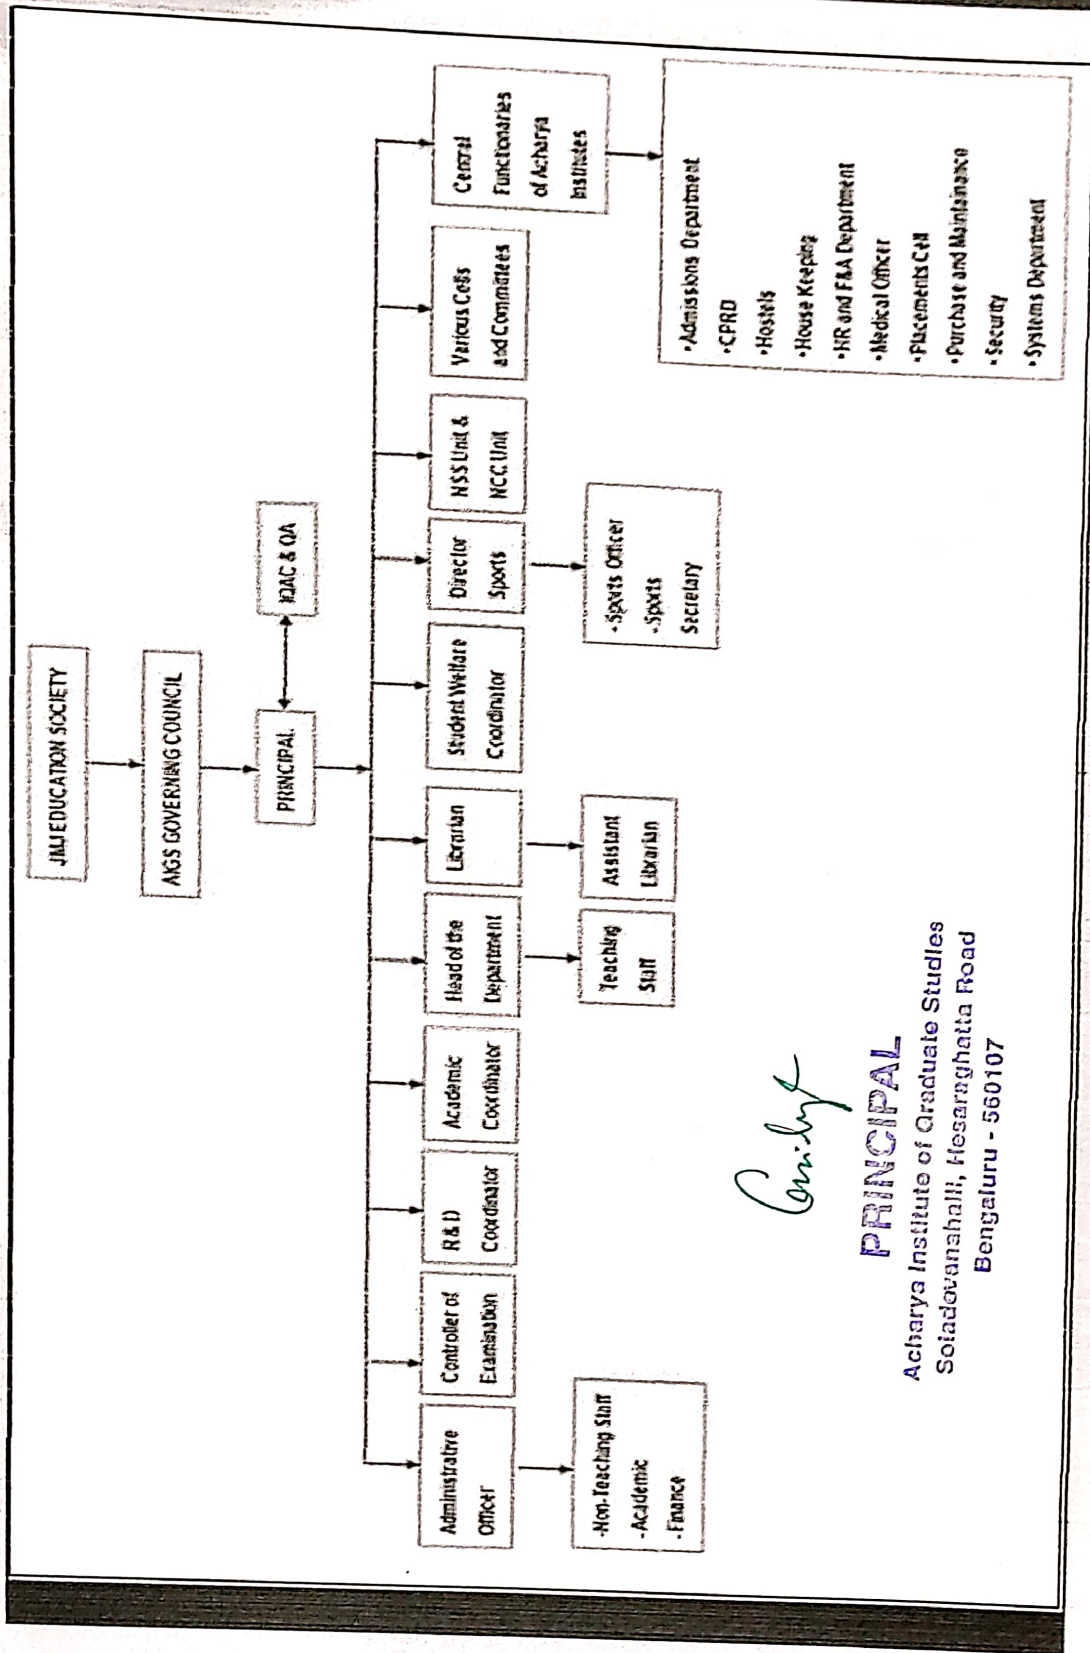 JMJ EDUCATION SOCIETY
AIGS GOVERNING COUNCIL
PRINCIPAL
IQAC & QA
Administrative
Officer
Controller of
Examination
R & D
Coordinator
Academic
Coordinator
Head of the
Department
Librarian
Student Welfare
Coordinator
Director
Sports
NSS Unit &
NCC Unit
Various Cells
and Committees
Central
Functionaries
of Acharya
Institutes
-Non-Teaching Staff
-Academic
-Finance
Teaching
Staff
Assistant
Librarian
-Sports Officer
-Sports
Secretary
•Admissions Department
•CPRD
•Hostels
•House Keeping
•HR and F&A Department
•Medical Officer
•Placements Cell
•Purchase and Maintainance
•Security
•Systems Department
PRINCIPAL
Acharya Institute of Graduate Studies
Soladevanahalli, Hesaraghatta Road
Bengaluru - 560107